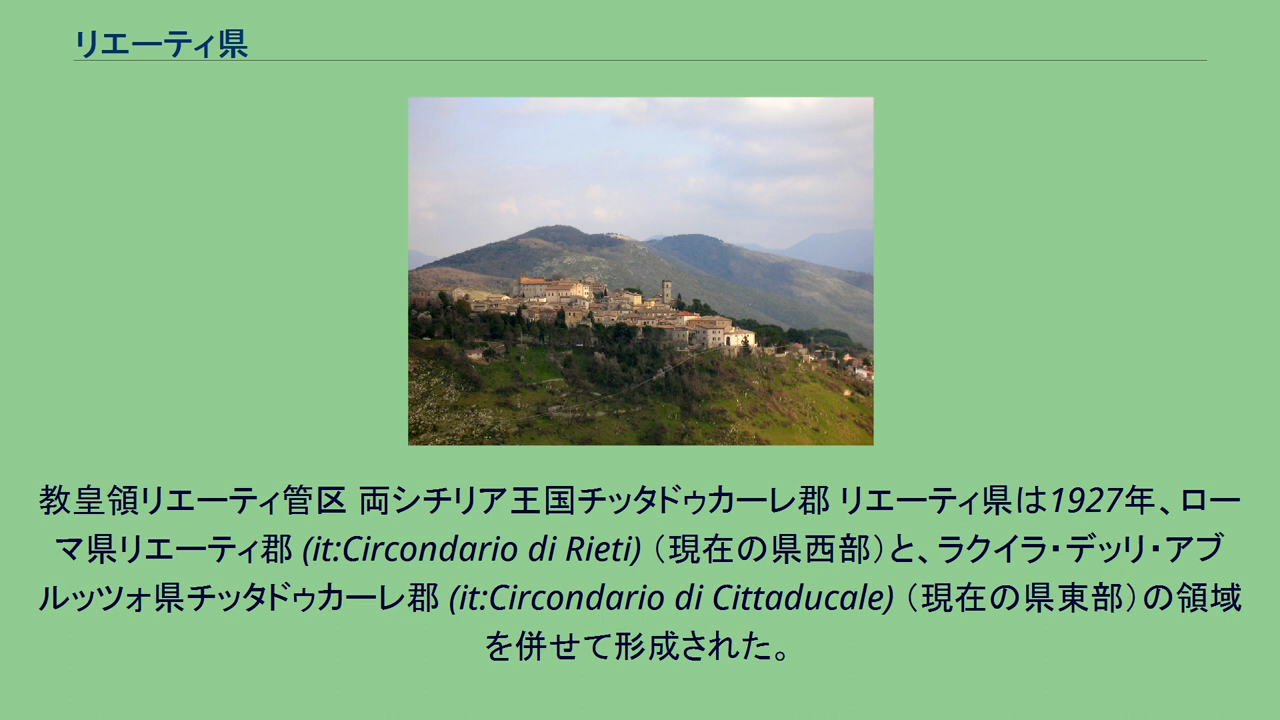 リエーティ県
教皇領リエーティ管区 両シチリア王国チッタドゥカーレ郡 リエーティ県は1927年、ロー
マ県リエーティ郡 (it:Circondario di Rieti)（現在の県西部）と、ラクイラ・デッリ・アブ
ルッツォ県チッタドゥカーレ郡 (it:Circondario di Cittaducale)（現在の県東部）の領域
を併せて形成された。